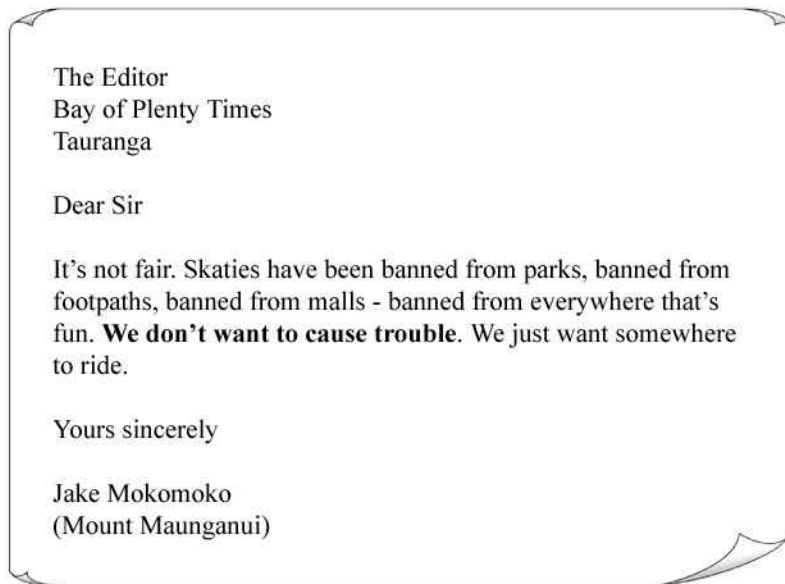 The Editor
Bay of Plenty Times
Tauranga
Dear Sir
It’s not fair. Skaties have been banned from parks, banned from
footpaths, banned from malls - banned from everywhere that’s
fun. We don’t want to cause trouble. We just want somewhere
to ride.
Yours sincerely
Jake Mokomoko
(Mount Maunganui)